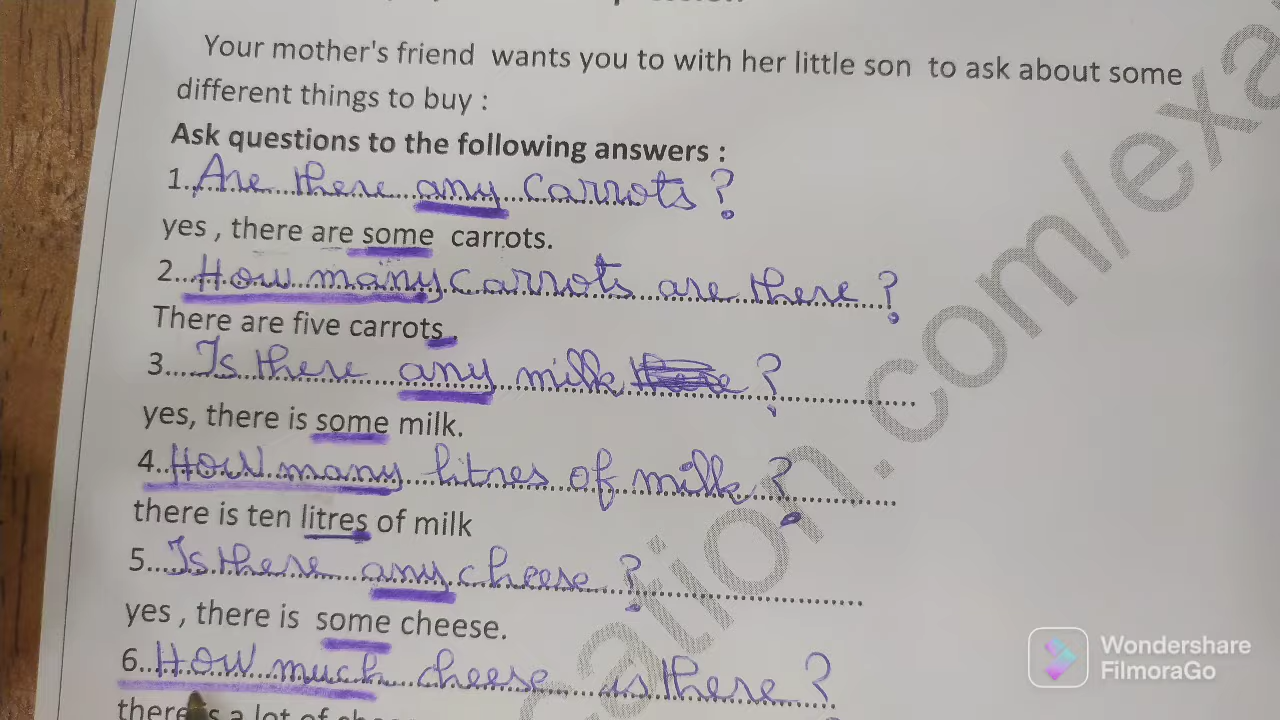 Your mother's friend wants you to with her little son to ask about some
different things to buy :
Ask questions to the following answers :
1. Are there any carrots ?
yes , there are some carrots.
2. How many carrots are there ?
There are five carrots.
3. Is there any milk ?
yes, there is some milk.
4. How many litres of milk ?
there is ten litres of milk
5. Is there any cheese ?
yes , there is some cheese.
6. How much cheese is there ?
there is a lot of
Wondershare
FilmoraGo